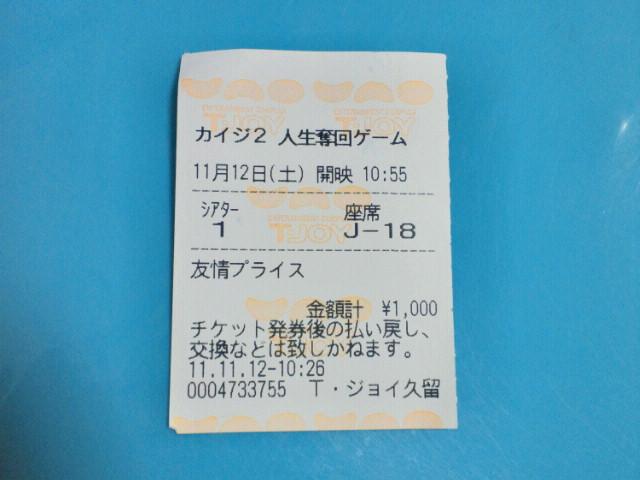 カイジ2 人生奪回ゲーム
11月12日(土) 開映 10:55
シアター 座席
1 J-18
友情プライス
金額計 ¥1,000
チケット発券後の払い戻し、
交換などは致しかねます。
11.11.12-10:26
0004733755 T・ジョイ久留
T-JOY
T-JOY
T-JOY